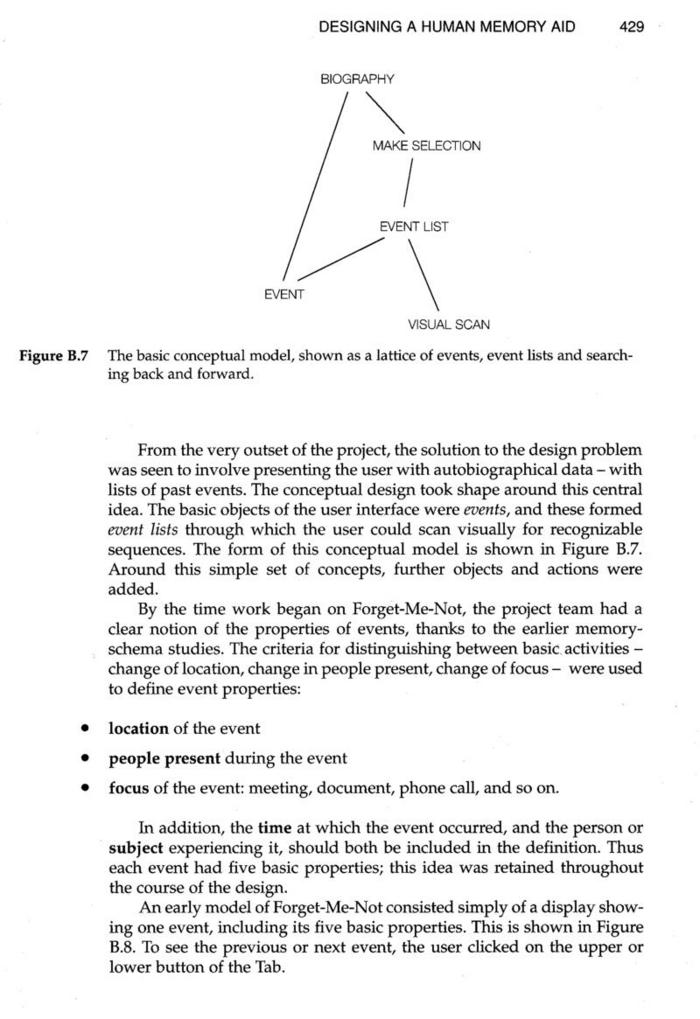 DESIGNING A HUMAN MEMORY AID 429
BIOGRAPHY
MAKE SELECTION
EVENT LIST
EVENT
VISUAL SCAN
Figure B.7 The basic conceptual model, shown as a lattice of events, event lists and search-
ing back and forward.
From the very outset of the project, the solution to the design problem
was seen to involve presenting the user with autobiographical data – with
lists of past events. The conceptual design took shape around this central
idea. The basic objects of the user interface were events, and these formed
event lists through which the user could scan visually for recognizable
sequences. The form of this conceptual model is shown in Figure B.7.
Around this simple set of concepts, further objects and actions were
added.
By the time work began on Forget-Me-Not, the project team had a
clear notion of the properties of events, thanks to the earlier memory-
schema studies. The criteria for distinguishing between basic activities –
change of location, change in people present, change of focus – were used
to define event properties:
• location of the event
• people present during the event
• focus of the event: meeting, document, phone call, and so on.
In addition, the time at which the event occurred, and the person or
subject experiencing it, should both be included in the definition. Thus
each event had five basic properties; this idea was retained throughout
the course of the design.
An early model of Forget-Me-Not consisted simply of a display show-
ing one event, including its five basic properties. This is shown in Figure
B.8. To see the previous or next event, the user clicked on the upper or
lower button of the Tab.